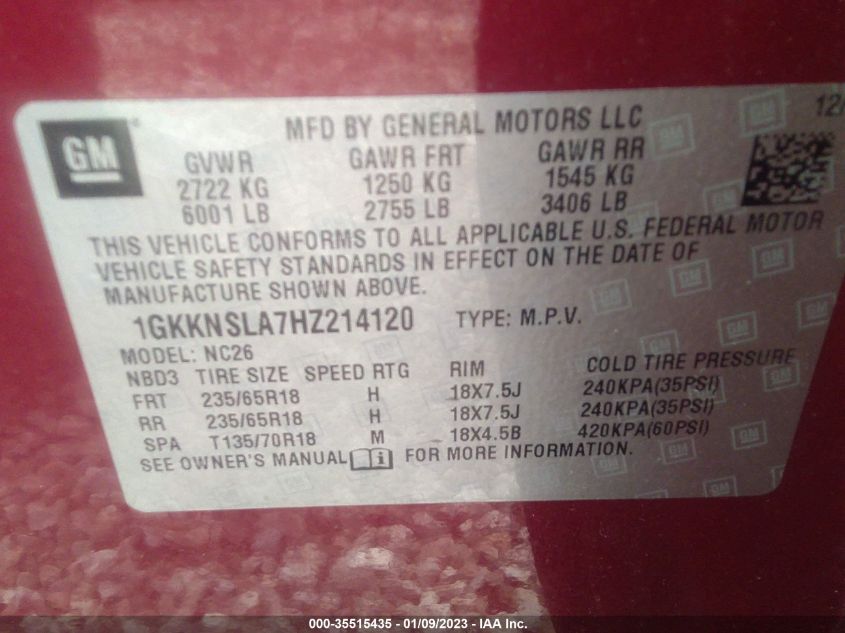 GM
MFD BY GENERAL MOTORS LLC
12/
GVWR GAWR FRT GAWR RR
2722 KG 1250 KG 1545 KG
6001 LB 2755 LB 3406 LB
THIS VEHICLE CONFORMS TO ALL APPLICABLE U.S. FEDERAL MOTOR
VEHICLE SAFETY STANDARDS IN EFFECT ON THE DATE OF
MANUFACTURE SHOWN ABOVE.
1GKKNSLA7HZ214120 TYPE: M.P.V.
MODEL: NC26
NBD3 TIRE SIZE SPEED RTG RIM COLD TIRE PRESSURE
FRT 235/65R18 H 18X7.5J 240KPA(35PSI)
RR 235/65R18 H 18X7.5J 240KPA(35PSI)
SPA T135/70R18 M 18X4.5B 420KPA(60PSI)
SEE OWNER'S MANUAL i FOR MORE INFORMATION.
000-35515435 - 01/09/2023 - IAA Inc.